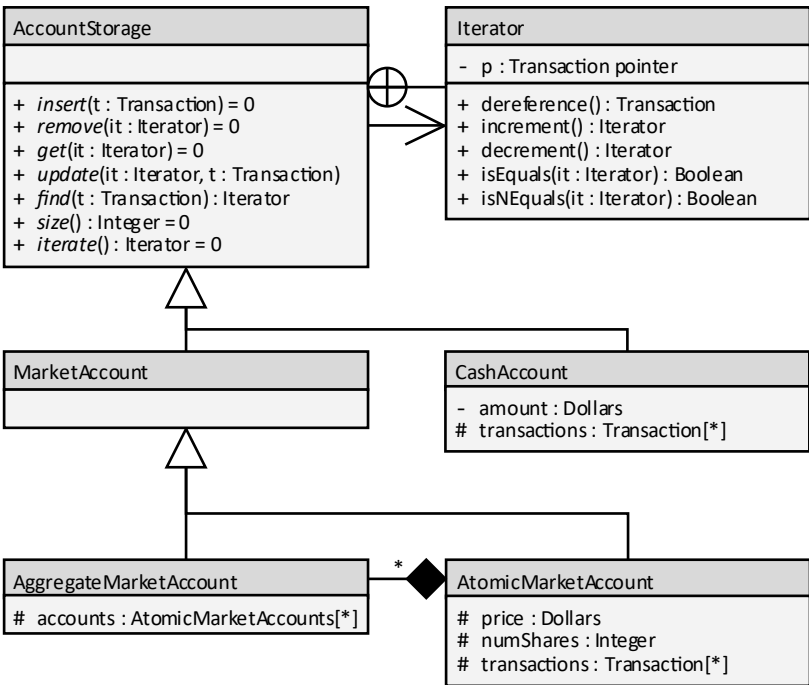 AccountStorage
+ insert(t : Transaction) = 0
+ remove(it : Iterator) = 0
+ get(it : Iterator) = 0
+ update(it : Iterator, t : Transaction)
+ find(t : Transaction) : Iterator
+ size() : Integer = 0
+ iterate() : Iterator = 0
Iterator
- p : Transaction pointer
+ dereference() : Transaction
+ increment() : Iterator
+ decrement() : Iterator
+ isEquals(it : Iterator) : Boolean
+ isNEquals(it : Iterator) : Boolean
MarketAccount
CashAccount
- amount : Dollars
# transactions : Transaction[*]
AggregateMarketAccount
# accounts : AtomicMarketAccounts[*]
*
AtomicMarketAccount
# price : Dollars
# numShares : Integer
# transactions : Transaction[*]